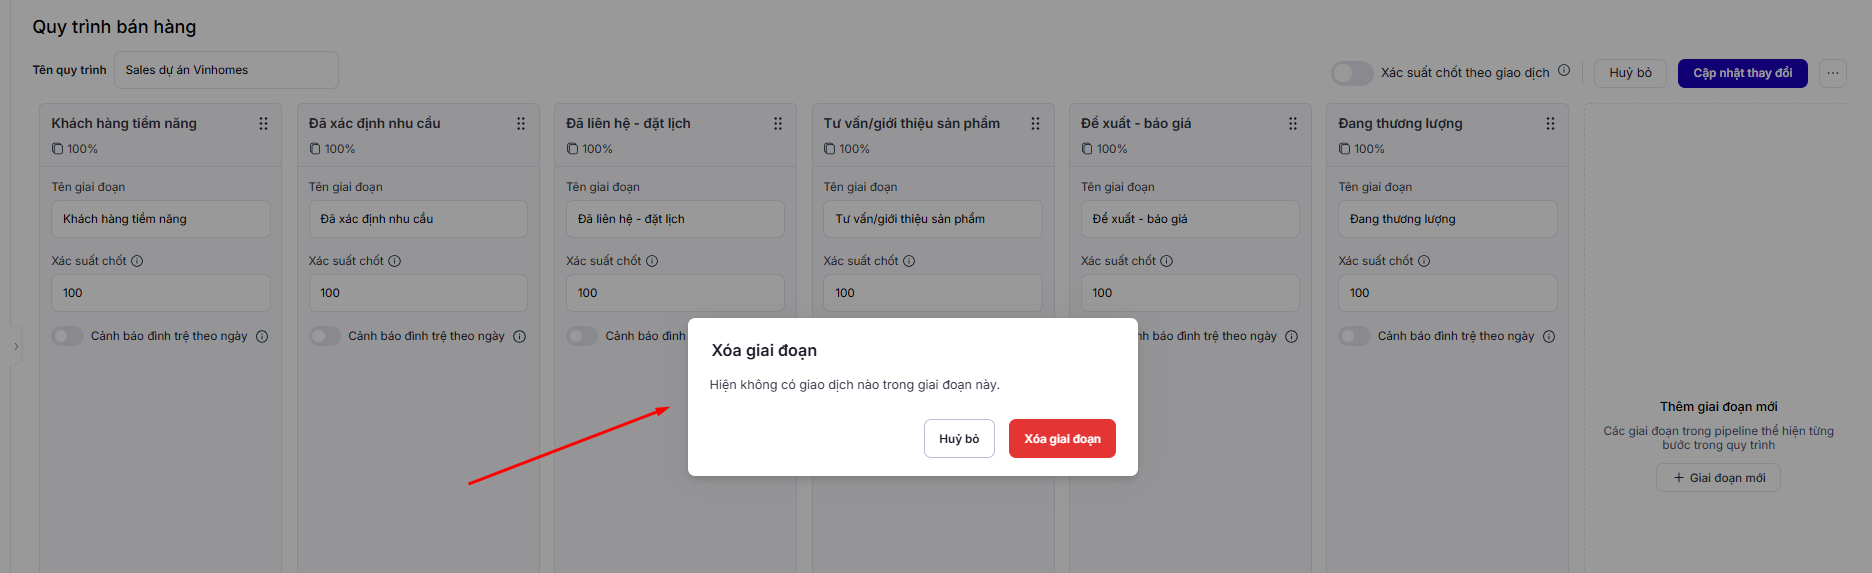 Quy trình bán hàng
Tên quy trình
Sales dự án Vinhomes
Xác suất chốt theo giao dịch
Huỷ bỏ
Cập nhật thay đổi
Khách hàng tiềm năng
Đã xác định nhu cầu
Đã liên hệ - đặt lịch
Tư vấn/giới thiệu sản phẩm
Đề xuất - báo giá
Đang thương lượng
100%
100%
100%
100%
100%
100%
Tên giai đoạn
Tên giai đoạn
Tên giai đoạn
Tên giai đoạn
Tên giai đoạn
Tên giai đoạn
Khách hàng tiềm năng
Đã xác định nhu cầu
Đã liên hệ - đặt lịch
Tư vấn/giới thiệu sản phẩm
Đề xuất - báo giá
Đang thương lượng
Xác suất chốt
Xác suất chốt
Xác suất chốt
Xác suất chốt
Xác suất chốt
Xác suất chốt
100
100
100
100
100
100
Cảnh báo đình trệ theo ngày
Cảnh báo đình trệ theo ngày
Cảnh báo đình
báo đình trệ theo ngày
Cảnh báo đình trệ theo ngày
Xóa giai đoạn
Hiện không có giao dịch nào trong giai đoạn này.
Huỷ bỏ
Xóa giai đoạn
Thêm giai đoạn mới
Các giai đoạn trong pipeline thể hiện từng
bước trong quy trình
+ Giai đoạn mới